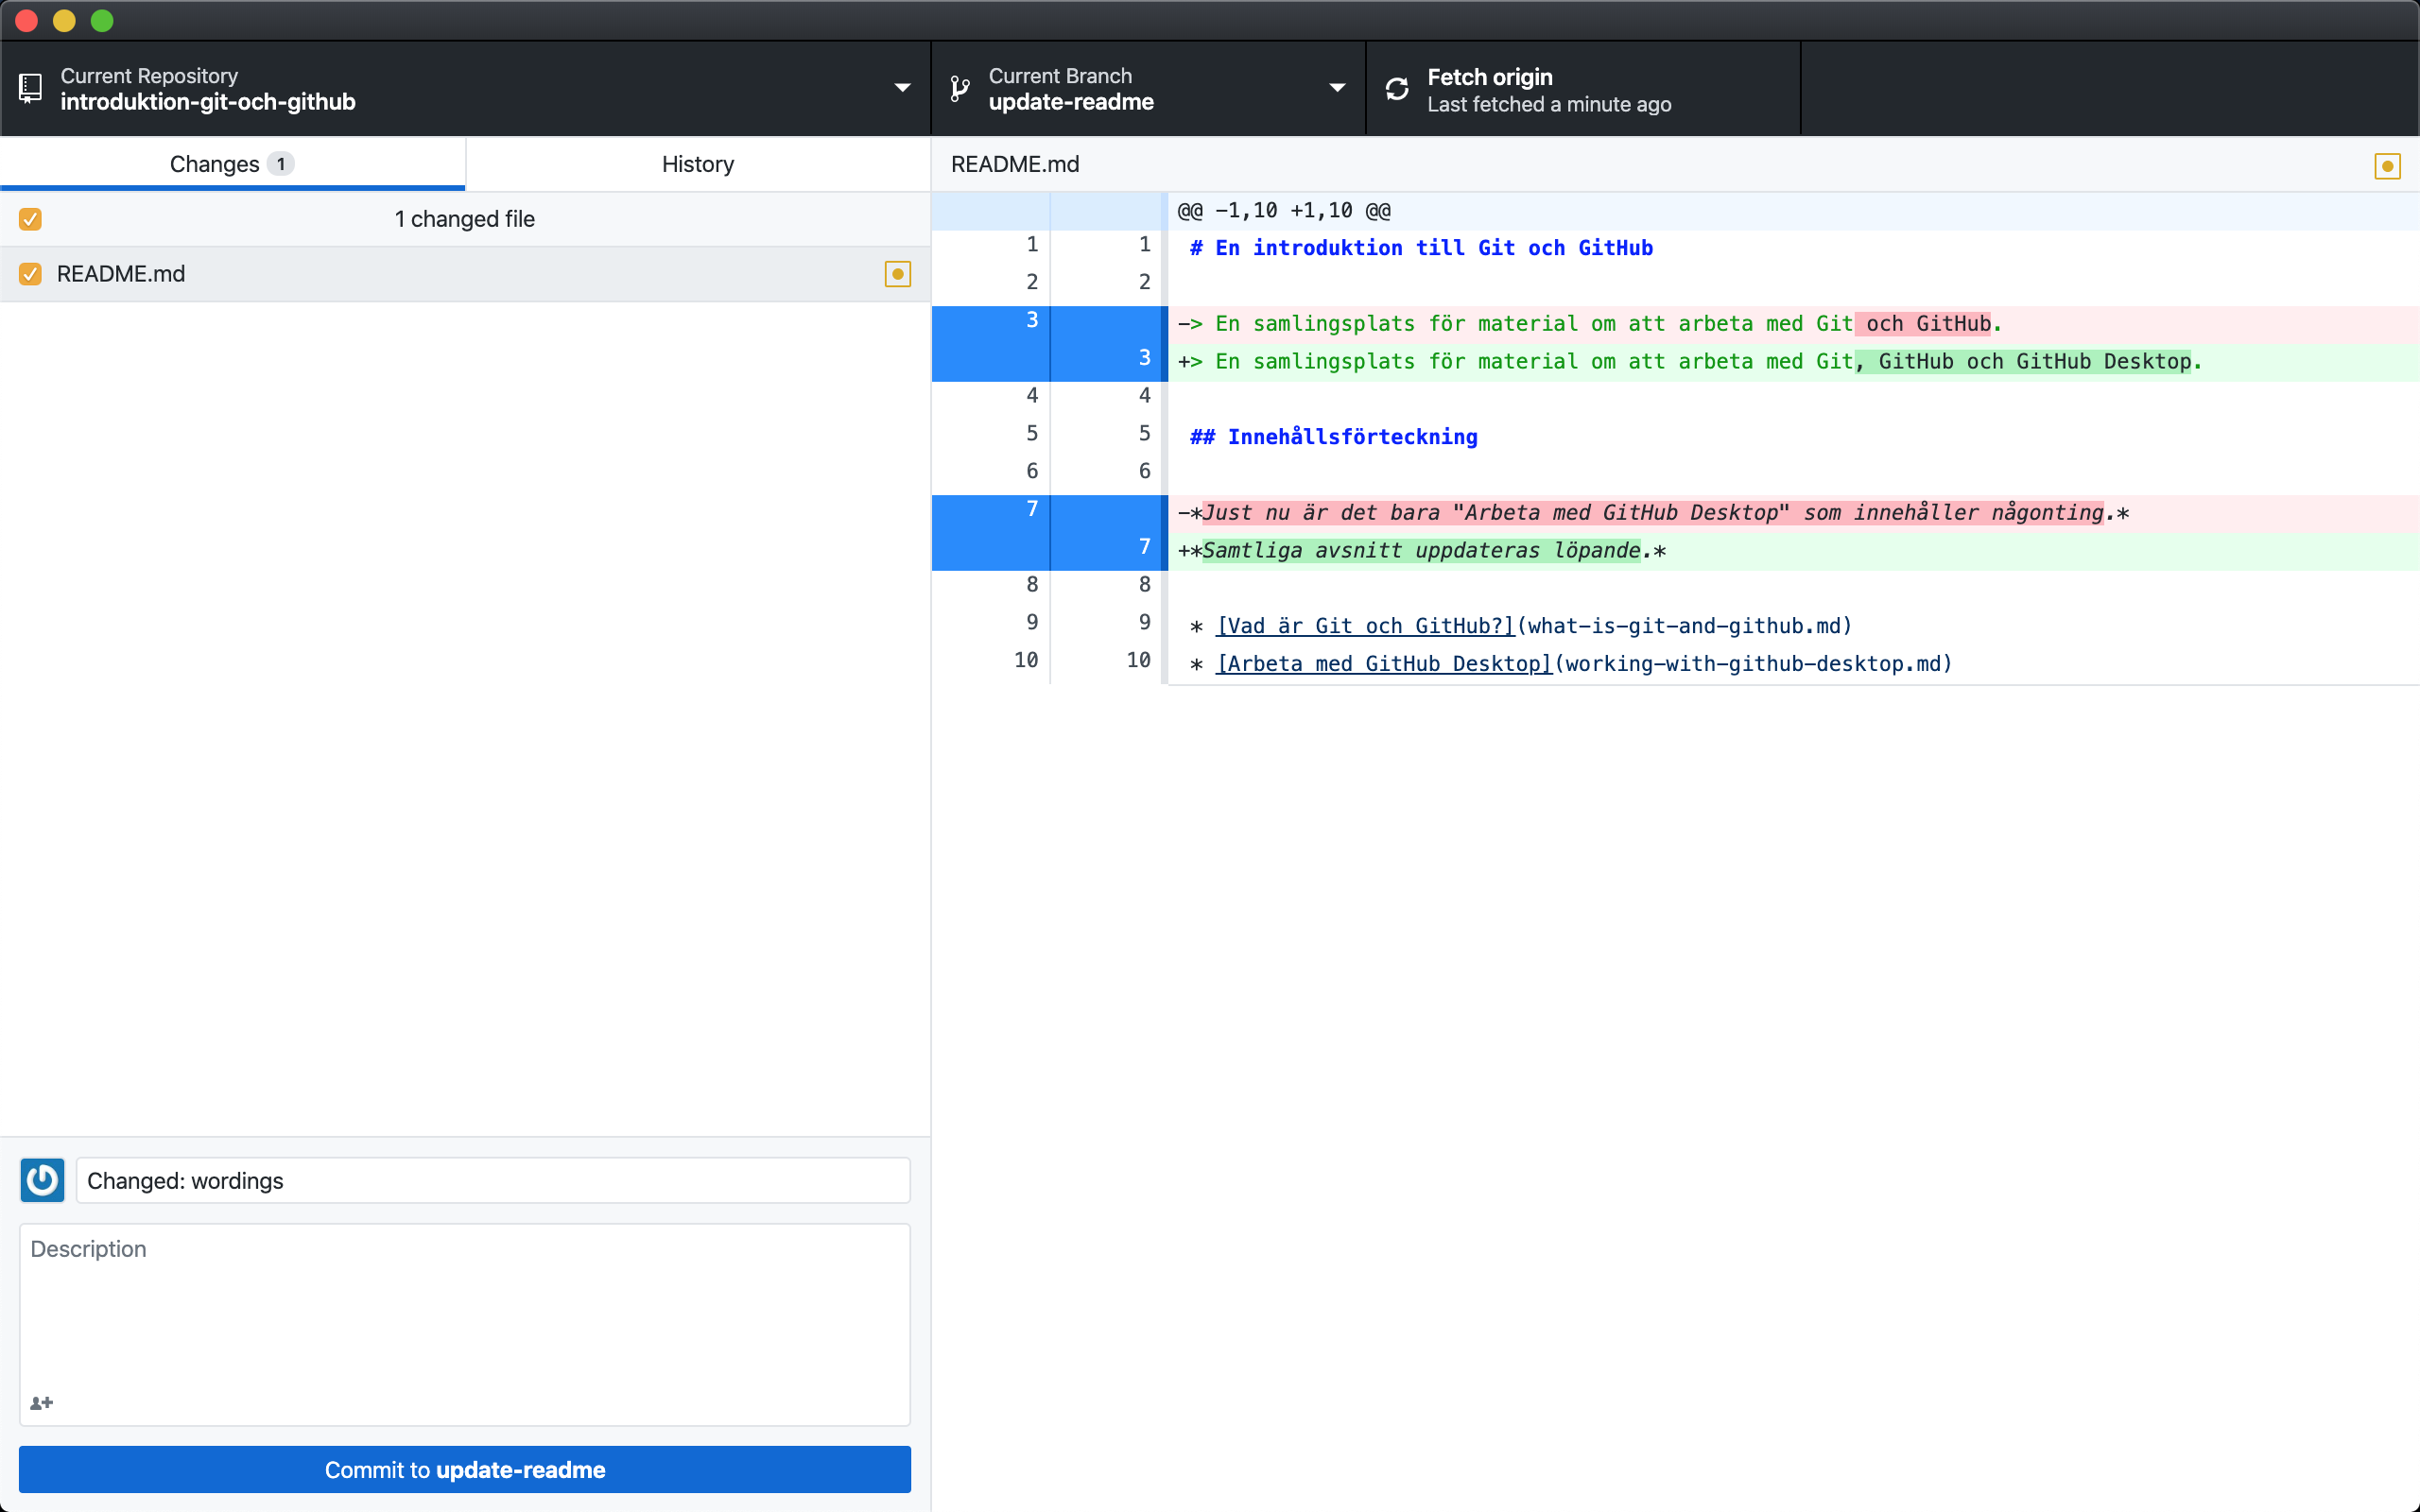 Current Repository
introduktion-git-och-github
Current Branch
update-readme
Fetch origin
Last fetched a minute ago
Changes 1
History
1 changed file
README.md
README.md
@@ -1,10 +1,10 @@
1 1 # En introduktion till Git och GitHub
2 2
3 -> En samlingsplats för material om att arbeta med Git och GitHub.
3 +> En samlingsplats för material om att arbeta med Git, GitHub och GitHub Desktop.
4 4
5 5 ## Innehållsförteckning
6 6
7 -*Just nu är det bara "Arbeta med GitHub Desktop" som innehåller någonting.*
7 +*Samtliga avsnitt uppdateras löpande.*
8 8
9 9 * [Vad är Git och GitHub?](what-is-git-and-github.md)
10 10 * [Arbeta med GitHub Desktop](working-with-github-desktop.md)
Changed: wordings
Description
Commit to update-readme